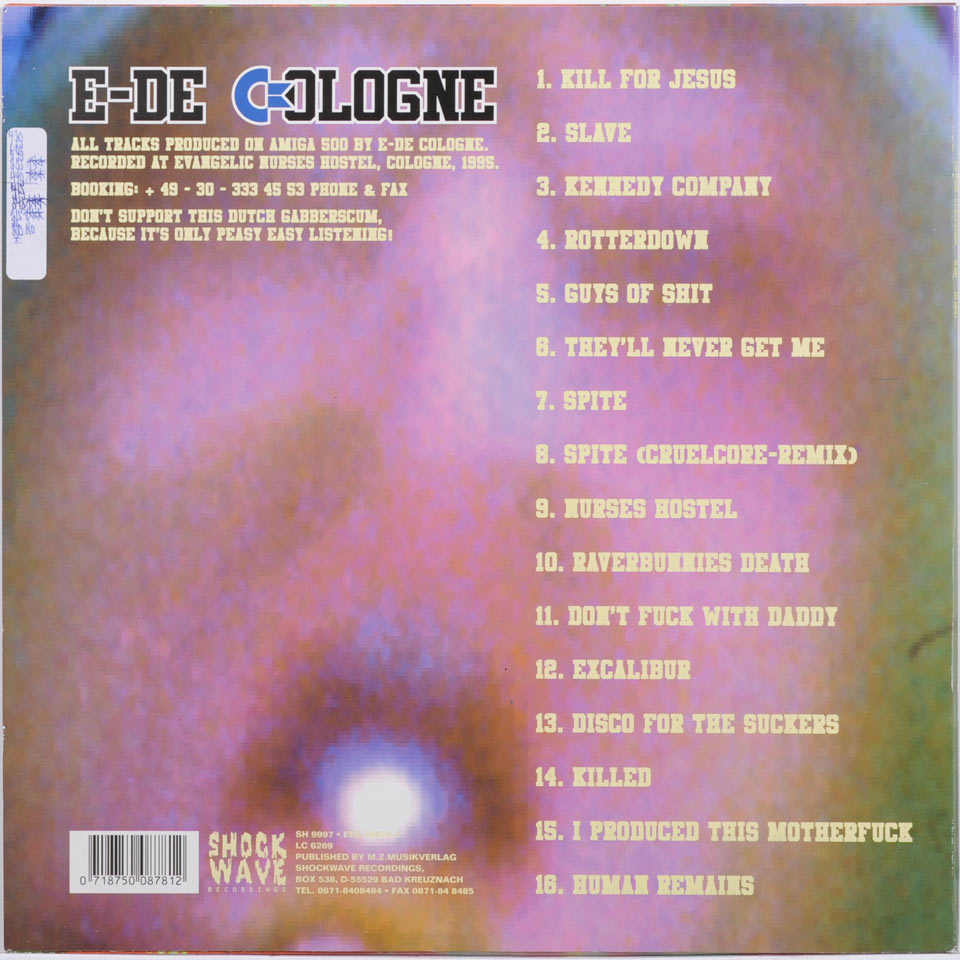 E-DE COLOGNE
ALL TRACKS PRODUCED ON AMIGA 500 BY E-DE COLOGNE.
RECORDED AT EVANGELIC NURSES HOSTEL, COLOGNE, 1995.
BOOKING: + 49 - 30 - 333 45 53 PHONE & FAX
DON'T SUPPORT THIS DUTCH GABBERSCUM,
BECAUSE IT'S ONLY PEASY EASY LISTENING!
1. KILL FOR JESUS
2. SLAVE
3. KENNEDY COMPANY
4. ROTTERDOWN
5. GUYS OF SHIT
6. THEY'LL NEVER GET ME
7. SPITE
8. SPITE (CRUELCORE-REMIX)
9. NURSES HOSTEL
10. RAVERBUNNIES DEATH
11. DON'T FUCK WITH DADDY
12. EXCALIBUR
13. DISCO FOR THE SUCKERS
14. KILLED
15. I PRODUCED THIS MOTHERFUCK
16. HUMAN REMAINS
0 718750 087812
SHOCK
WAVE
RECORDINGS
SH 9997 •
LC 6269
PUBLISHED BY M.Z.MUSIKVERLAG
SHOCKWAVE RECORDINGS,
BOX 538, D-55529 BAD KREUZNACH
TEL. 0671-8408484 • FAX 0671-84 8485